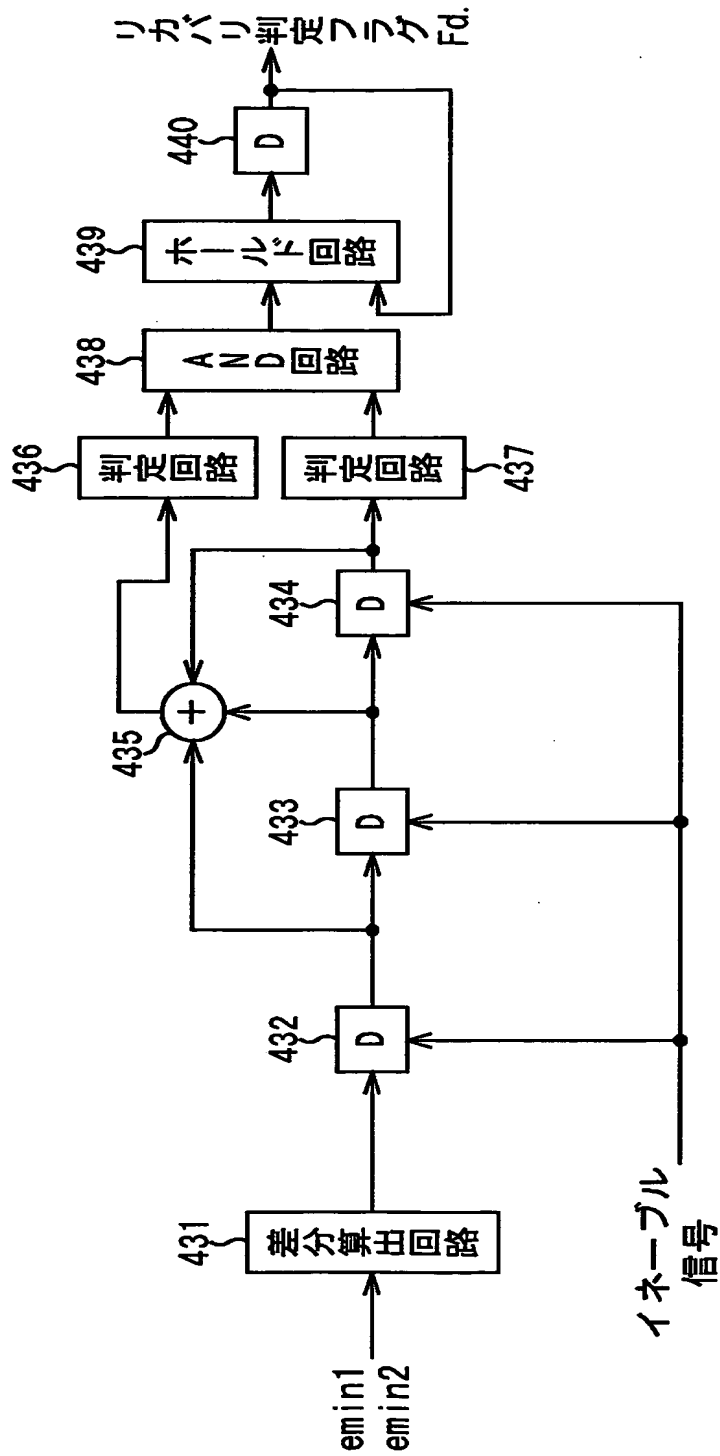 emin1
emin2
431
差分算出回路
432
D
433
D
434
D
イネーブル
信号
435
+
436
判定回路
437
判定回路
438
AND回路
439
ホールド回路
440
D
リカバリ判定フラグ
Fd.